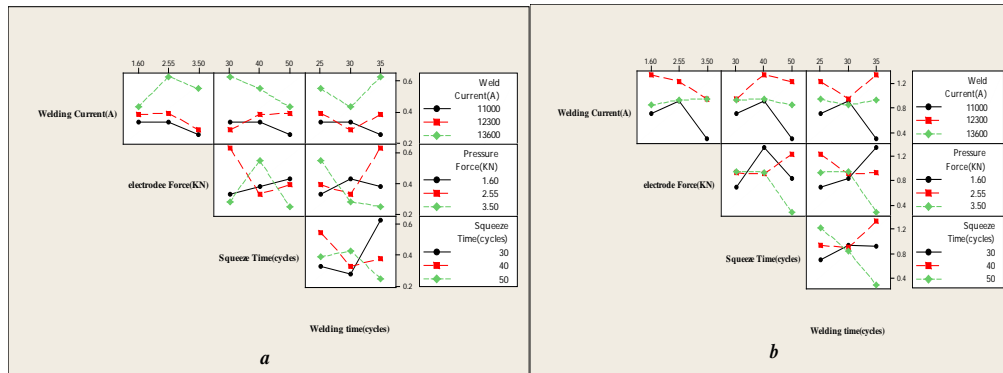 1.60 2.55 3.50 30 40 50 25 30 35
Welding Current(A)
0.6
0.4
0.2
Weld
Current(A)
11000
12300
13600
electrodee Force(KN)
0.6
0.4
0.2
Pressure
Force(KN)
1.60
2.55
3.50
Squeeze Time(cycles)
0.6
0.4
0.2
Squeeze
Time(cycles)
30
40
50
Welding time(cycles)
a
1.60 2.55 3.50 30 40 50 25 30 35
Welding Current(A)
1.2
0.8
0.4
Weld
Current(A)
11000
12300
13600
electrode Force(KN)
1.2
0.8
0.4
Pressure
Force(KN)
1.60
2.55
3.50
Squeeze Time(cycles)
1.2
0.8
0.4
Squeeze
Time(cycles)
30
40
50
Welding time(cycles)
b